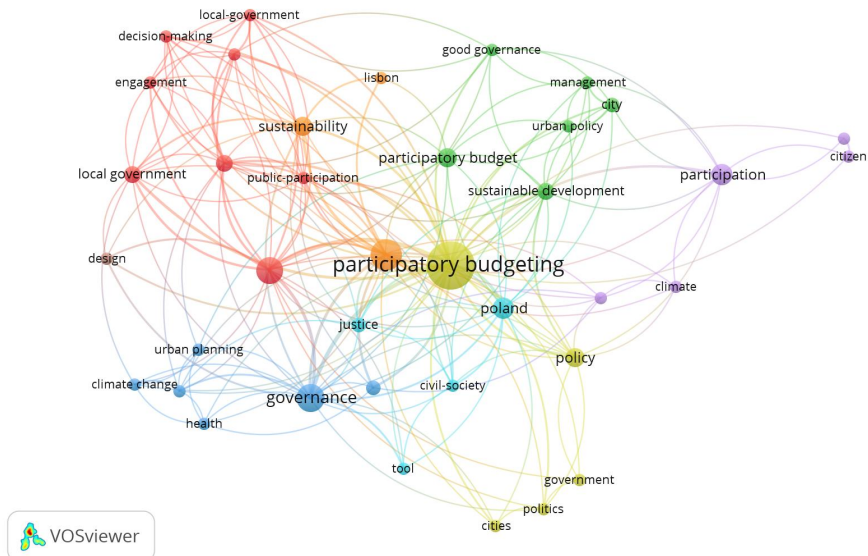 local-government
decision-making
good governance
lisbon
engagement
management
city
sustainability
urban policy
participatory budget
citizen
local government
public-participation
participation
sustainable development
design
participatory budgeting
climate
poland
justice
urban planning
policy
climate change
civil-society
governance
health
tool
government
politics
cities
VOSviewer